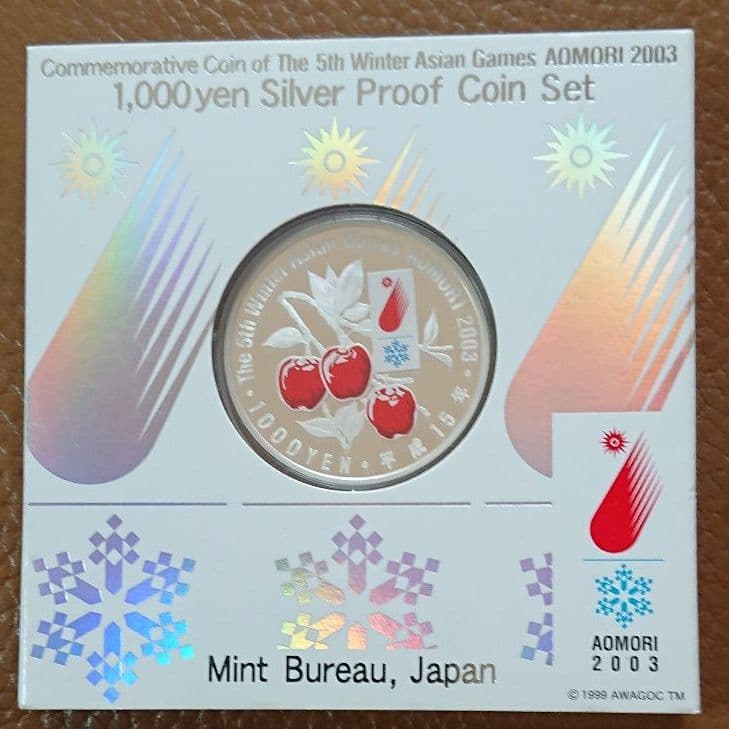 Commemorative Coin of The 5th Winter Asian Games AOMORI 2003
1,000yen Silver Proof Coin Set
The 5th Winter Asian Games AOMORI 2003
1000YEN・平成15年
Mint Bureau, Japan
AOMORI
2003
© 1999 AWAGOC TM